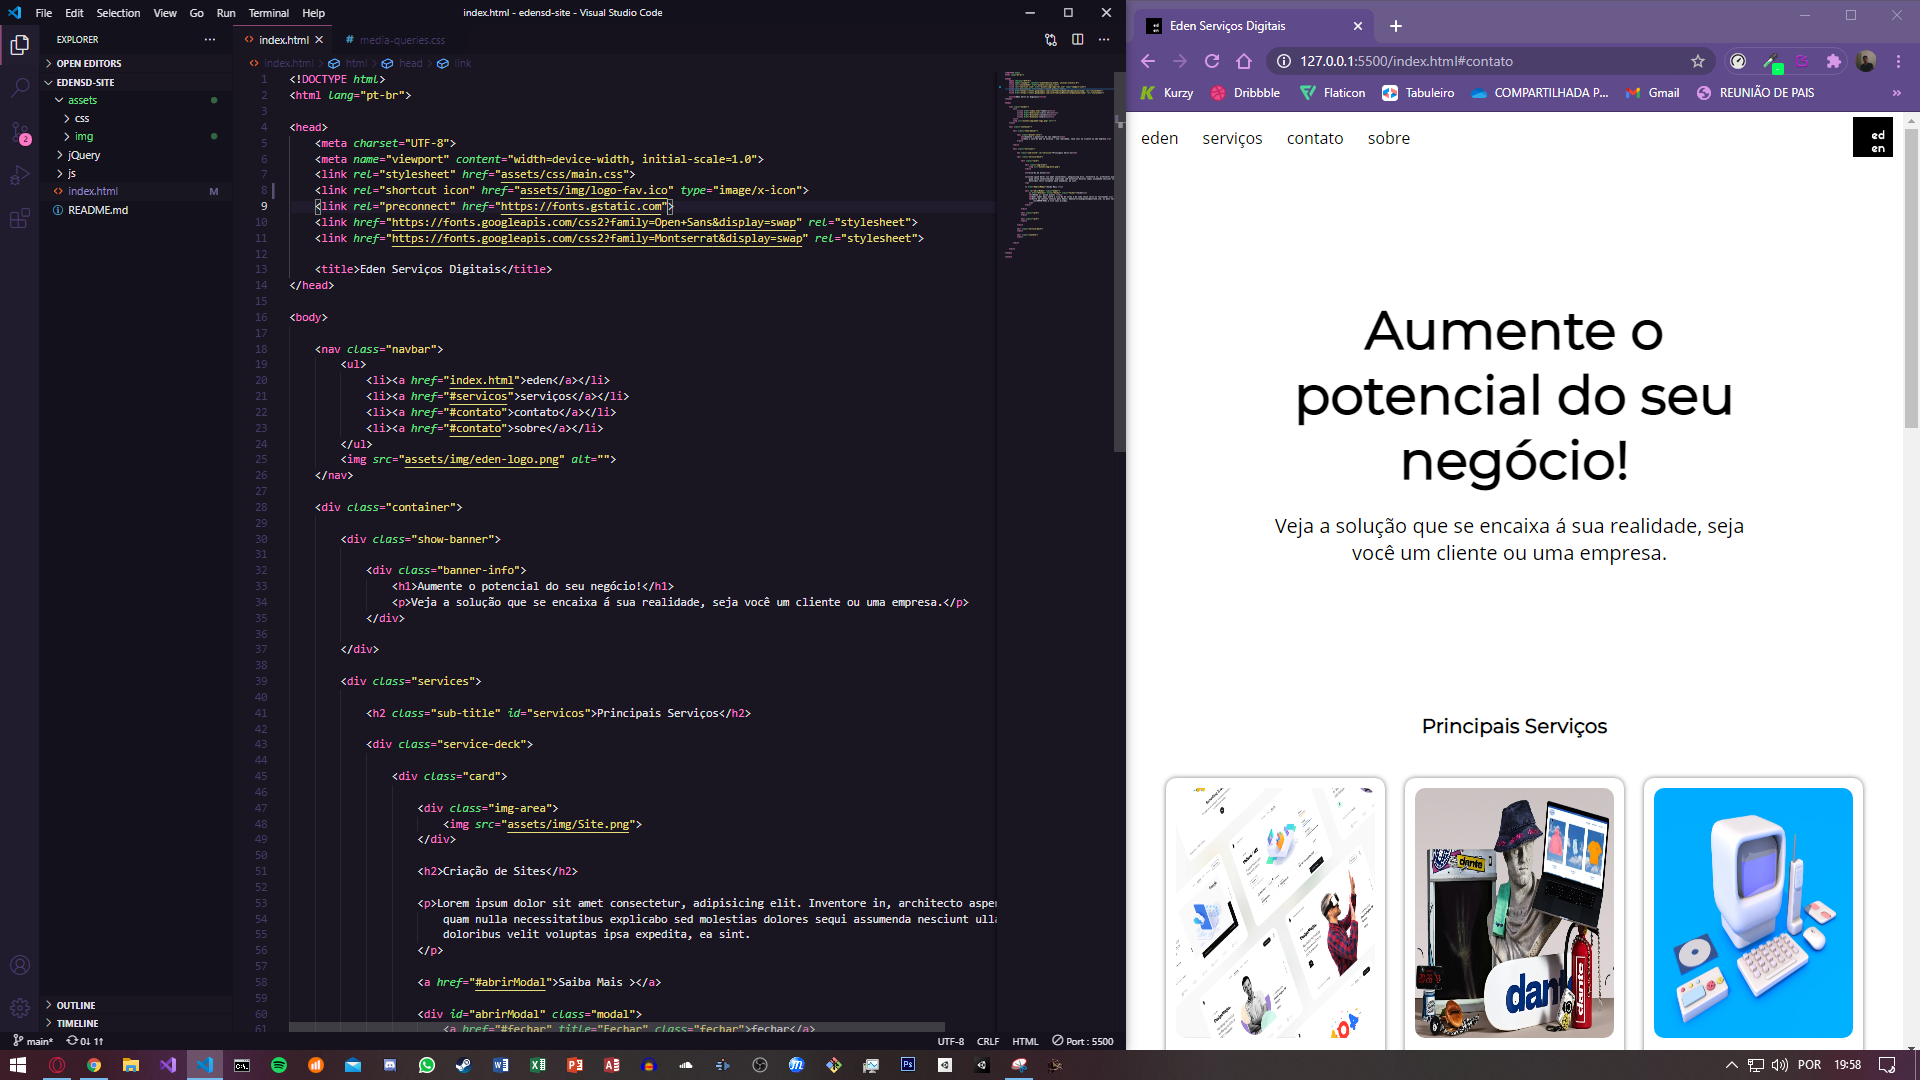 File Edit Selection View Go Run Terminal Help
index.html - edensd-site - Visual Studio Code
EXPLORER
OPEN EDITORS
EDENSD-SITE
assets
css
img
jQuery
js
index.html M
README.md
OUTLINE
TIMELINE
2
index.html
media-queries.css
index.html > html > head > link
1 <!DOCTYPE html>
2 <html lang="pt-br">
3
4 <head>
5 <meta charset="UTF-8">
6 <meta name="viewport" content="width=device-width, initial-scale=1.0">
7 <link rel="stylesheet" href="assets/css/main.css">
8 <link rel="shortcut icon" href="assets/img/logo-fav.ico" type="image/x-icon">
9 <link rel="preconnect" href="https://fonts.gstatic.com">
10 <link href="https://fonts.googleapis.com/css2?family=Open+Sans&display=swap" rel="stylesheet">
11 <link href="https://fonts.googleapis.com/css2?family=Montserrat&display=swap" rel="stylesheet">
12
13 <title>Eden Serviços Digitais</title>
14 </head>
15
16 <body>
17
18 <nav class="navbar">
19 <ul>
20 <li><a href="index.html">eden</a></li>
21 <li><a href="#servicos">serviços</a></li>
22 <li><a href="#contato">contato</a></li>
23 <li><a href="#contato">sobre</a></li>
24 </ul>
25 <img src="assets/img/eden-logo.png" alt="">
26 </nav>
27
28 <div class="container">
29
30 <div class="show-banner">
31
32 <div class="banner-info">
33 <h1>Aumente o potencial do seu negócio!</h1>
34 <p>Veja a solução que se encaixa á sua realidade, seja você um cliente ou uma empresa.</p>
35 </div>
36
37 </div>
38
39 <div class="services">
40
41 <h2 class="sub-title" id="servicos">Principais Serviços</h2>
42
43 <div class="service-deck">
44
45 <div class="card">
46
47 <div class="img-area">
48 <img src="assets/img/Site.png">
49 </div>
50
51 <h2>Criação de Sites</h2>
52
53 <p>Lorem ipsum dolor sit amet consectetur, adipisicing elit. Inventore in, architecto asper
54 quam nulla necessitatibus explicabo sed molestias dolores sequi assumenda nesciunt ulla
55 doloribus velit voluptas ipsa expedita, ea sint.
56 </p>
57
58 <a href="#abrirModal">Saiba Mais ></a>
59
60 <div id="abrirModal" class="modal">
61 <a href="#fechar" title="Fechar" class="fechar">fechar</a>
main* 0↓ 1↑
UTF-8 CRLF HTML Port : 5500
Eden Serviços Digitais
127.0.0.1:5500/index.html#contato
Kurzy Dribbble Flaticon Tabuleiro COMPARTILHADA P... Gmail REUNIÃO DE PAIS »
eden serviços contato sobre
ed
en
Aumente o
potencial do seu
negócio!
Veja a solução que se encaixa á sua realidade, seja
você um cliente ou uma empresa.
Principais Serviços
dante
dante
dante
POR 19:58